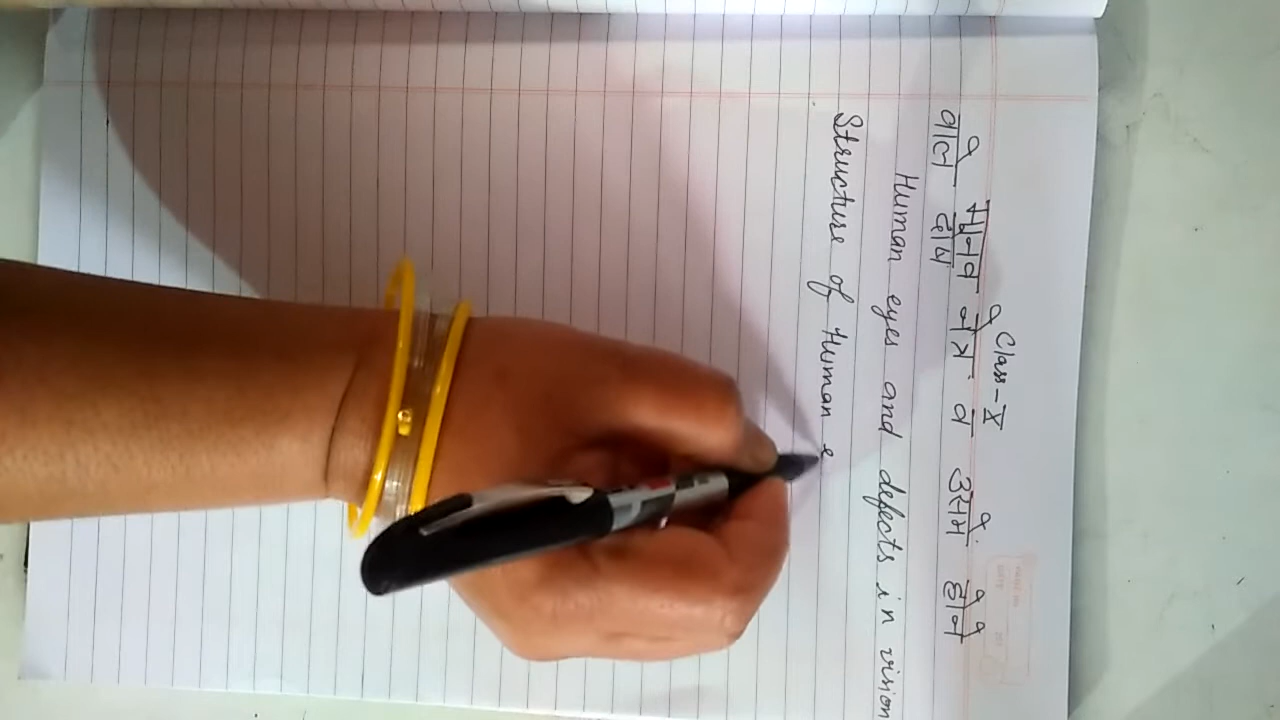 Class-X
मानव नेत्र व उसमें होने
वाले दोष
Human eyes and defects in vision
Structure of Human e